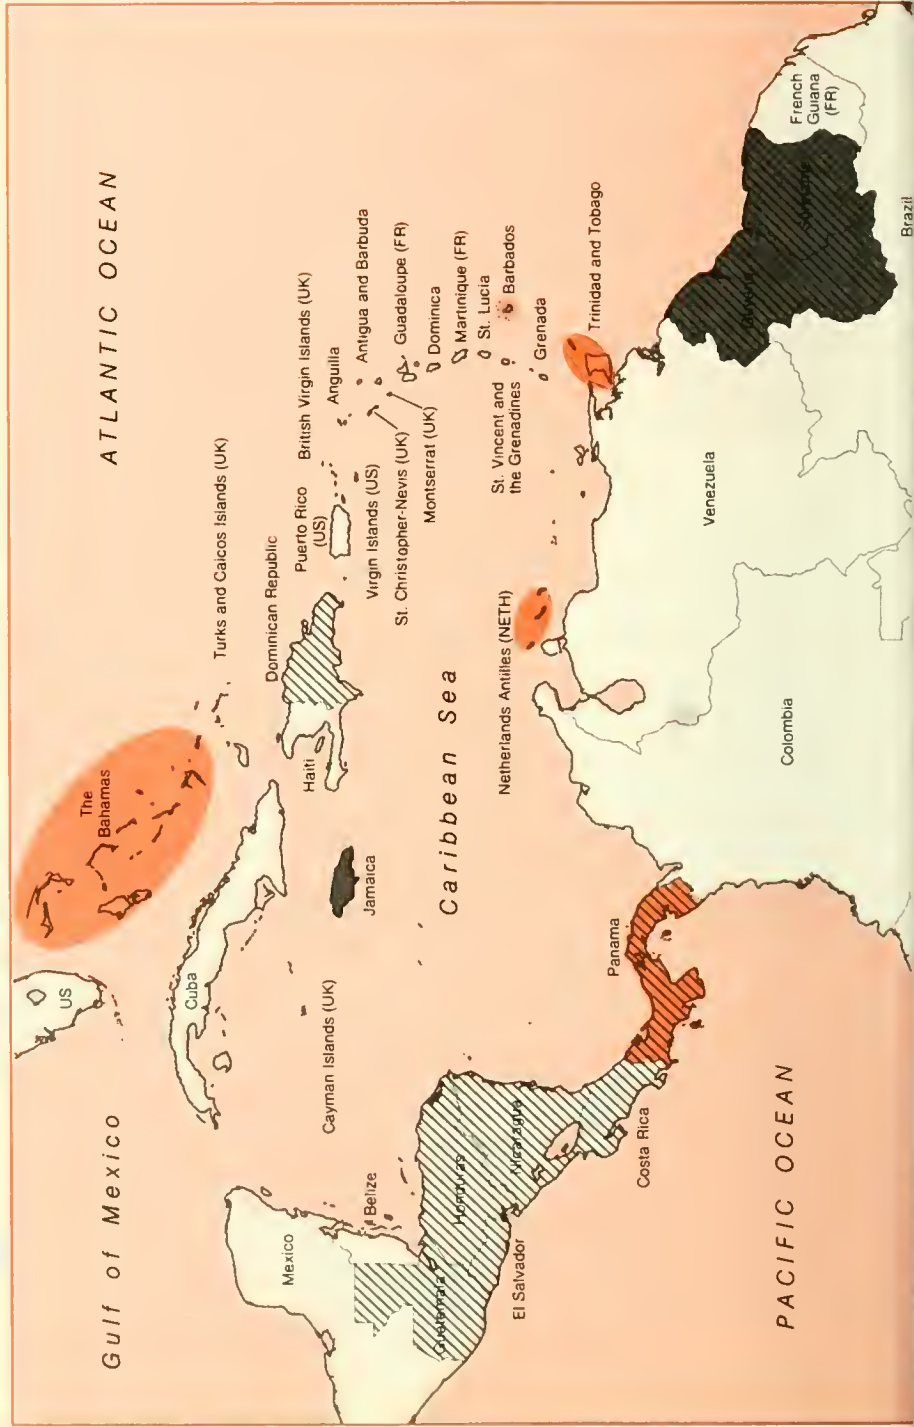 ATLANTIC OCEAN
Gulf of Mexico
US
The
Bahamas
Turks and Caicos Islands (UK)
Cuba
Dominican Republic
Haiti
Puerto Rico
(US)
British Virgin Islands (UK)
Anguilla
Antigua and Barbuda
Virgin Islands (US)
St. Christopher-Nevis (UK)
Montserrat (UK)
Guadaloupe (FR)
Dominica
Martinique (FR)
St. Lucia
Barbados
St. Vincent and
the Grenadines
Grenada
Trinidad and Tobago
Cayman Islands (UK)
Jamaica
Caribbean Sea
Netherlands Antilles (NETH)
Mexico
Belize
Guatemala
Honduras
El Salvador
Nicaragua
Costa Rica
Panama
PACIFIC OCEAN
Colombia
Venezuela
Guyana
Suriname
French
Guiana
(FR)
Brazil